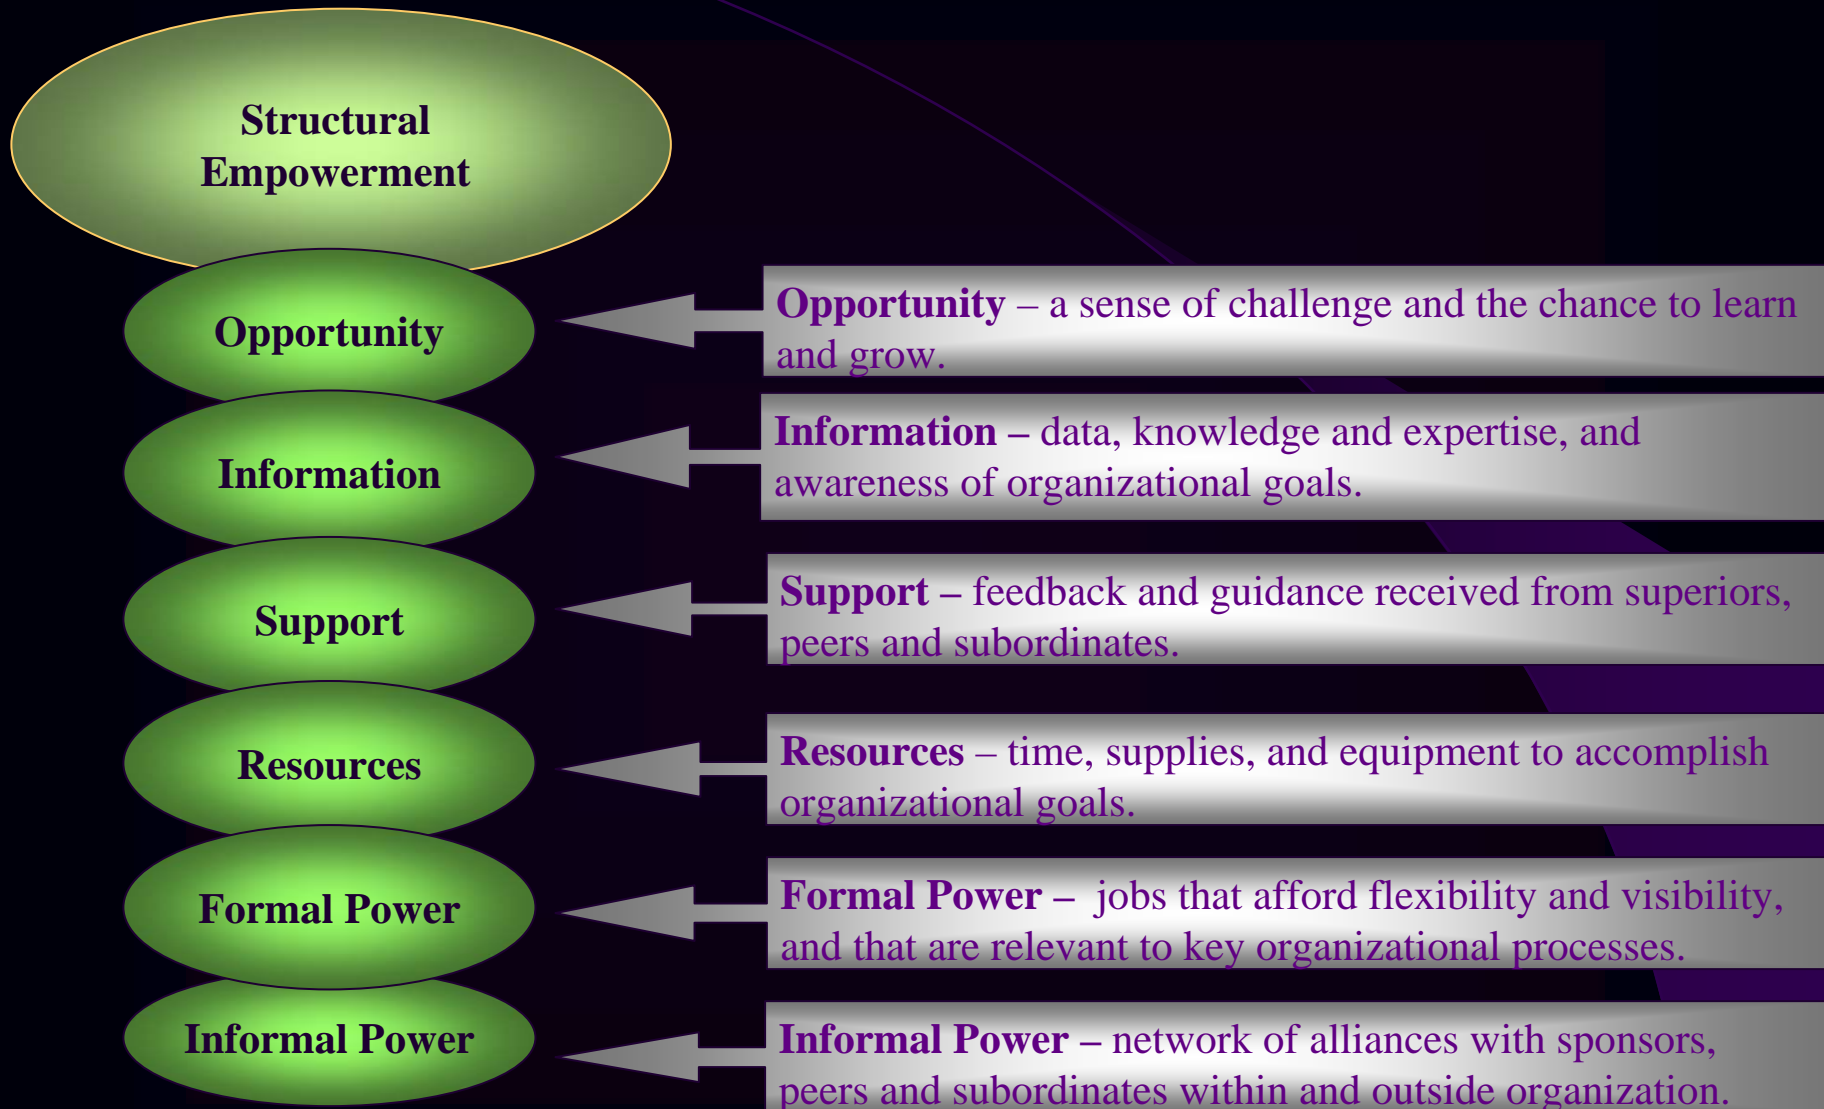 Structural
Empowerment
Opportunity
Opportunity – a sense of challenge and the chance to learn
and grow.
Information
Information – data, knowledge and expertise, and
awareness of organizational goals.
Support
Support – feedback and guidance received from superiors,
peers and subordinates.
Resources
Resources – time, supplies, and equipment to accomplish
organizational goals.
Formal Power
Formal Power – jobs that afford flexibility and visibility,
and that are relevant to key organizational processes.
Informal Power
Informal Power – network of alliances with sponsors,
peers and subordinates within and outside organization.